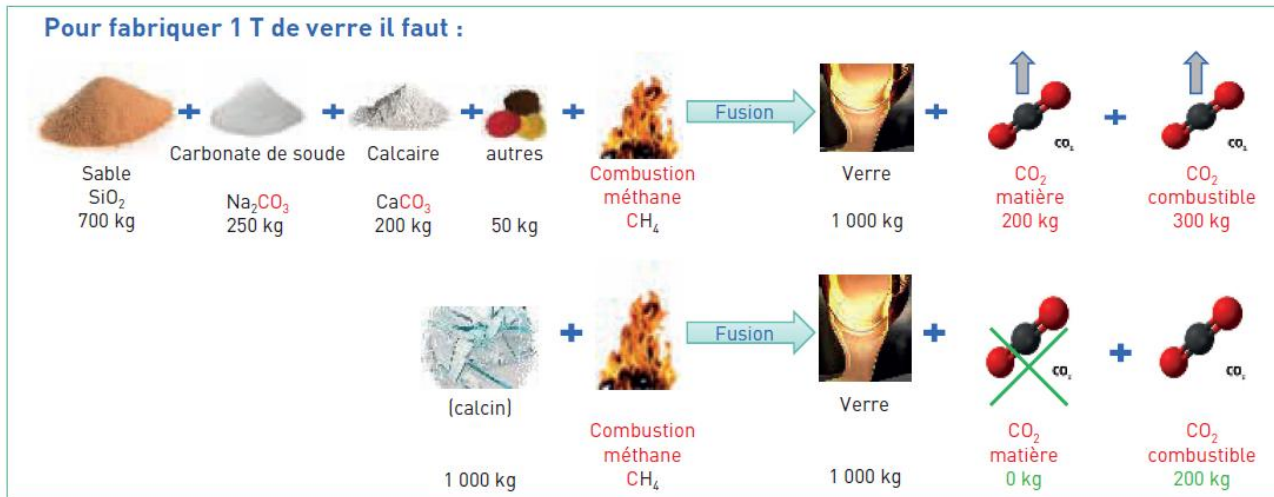 Pour fabriquer 1 T de verre il faut :
Fusion
CO₂
CO₂
Sable
SiO₂
700 kg
Carbonate de soude
Na₂CO₃
250 kg
Calcaire
CaCO₃
200 kg
autres
50 kg
Combustion
méthane
CH₄
Verre
1 000 kg
CO₂
matière
200 kg
CO₂
combustible
300 kg
Fusion
CO₂
CO₂
(calcin)
1 000 kg
Combustion
méthane
CH₄
Verre
1 000 kg
CO₂
matière
0 kg
CO₂
combustible
200 kg